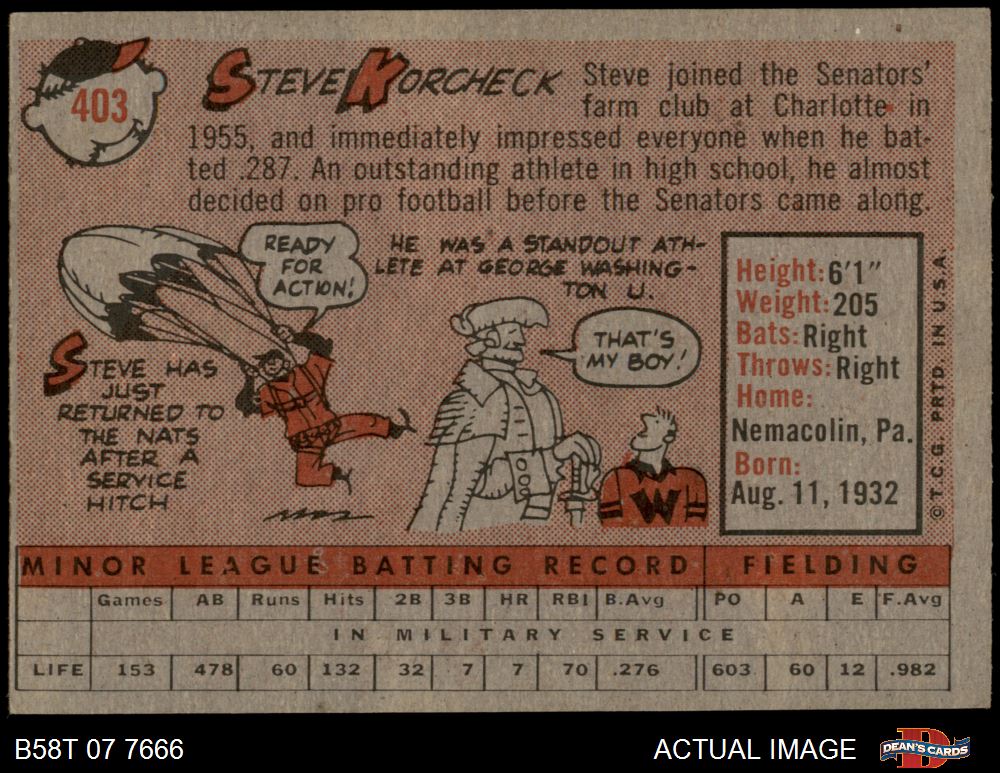 403
STEVE KORCHECK
Steve joined the Senators'
farm club at Charlotte in
1955, and immediately impressed everyone when he bat-
ted .287. An outstanding athlete in high school, he almost
decided on pro football before the Senators came along.
READY
FOR
ACTION!
STEVE HAS
JUST
RETURNED TO
THE NATS
AFTER A
SERVICE
HITCH
HE WAS A STANDOUT ATH-
LETE AT GEORGE WASHING-
TON U.
THAT'S
MY BOY!
W
Height: 6'1"
Weight: 205
Bats: Right
Throws: Right
Home:
Nemacolin, Pa.
Born:
Aug. 11, 1932
© T.C.G. PRTD. IN U.S.A.
MINOR LEAGUE BATTING RECORD FIELDING
Games AB Runs Hits 2B 3B HR RBI B.Avg PO A E F.Avg
IN MILITARY SERVICE
LIFE 153 478 60 132 32 7 7 70 .276 603 60 12 .982
B58T 07 7666 ACTUAL IMAGE DEAN'S CARDS